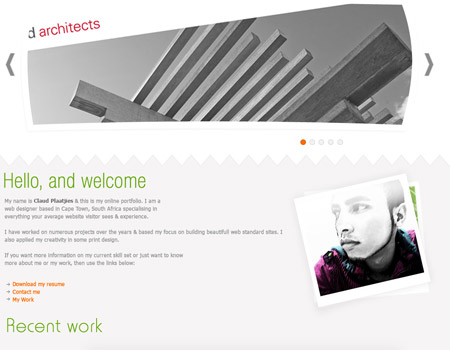 d architects
Hello, and welcome
My name is Claud Plaatjies & this is my online portfolio. I am a
web designer based in Cape Town, South Africa specialising in
everything your average website visitor sees & experience.
I have worked on numerous projects over the years & based my focus on building beautifull web standard sites. I
also applied my creativity in some print design.
If you want more information on my current skill set or just want to know
more about me or my work, then use the links below:
→ Download my resume
→ Contact me
→ My Work
Recent work